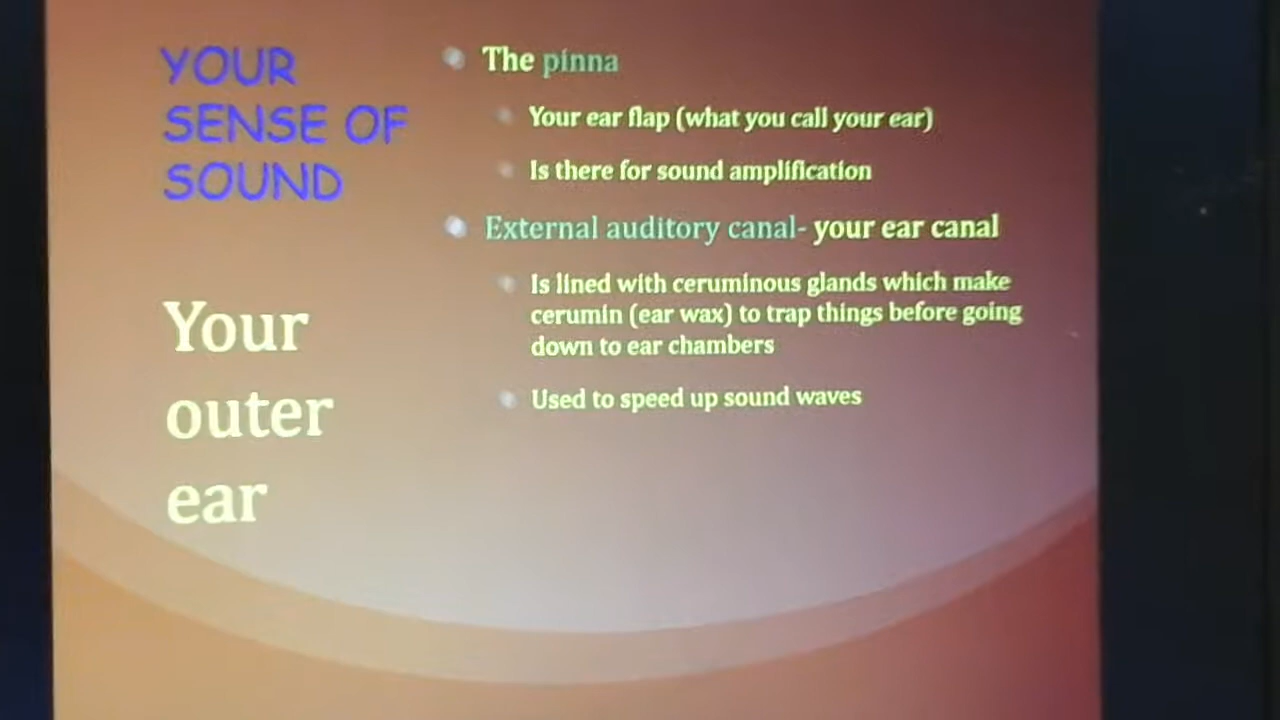 YOUR
SENSE OF
SOUND
Your
outer
ear
The pinna
Your ear flap (what you call your ear)
Is there for sound amplification
External auditory canal- your ear canal
Is lined with ceruminous glands which make
cerumin (ear wax) to trap things before going
down to ear chambers
Used to speed up sound waves